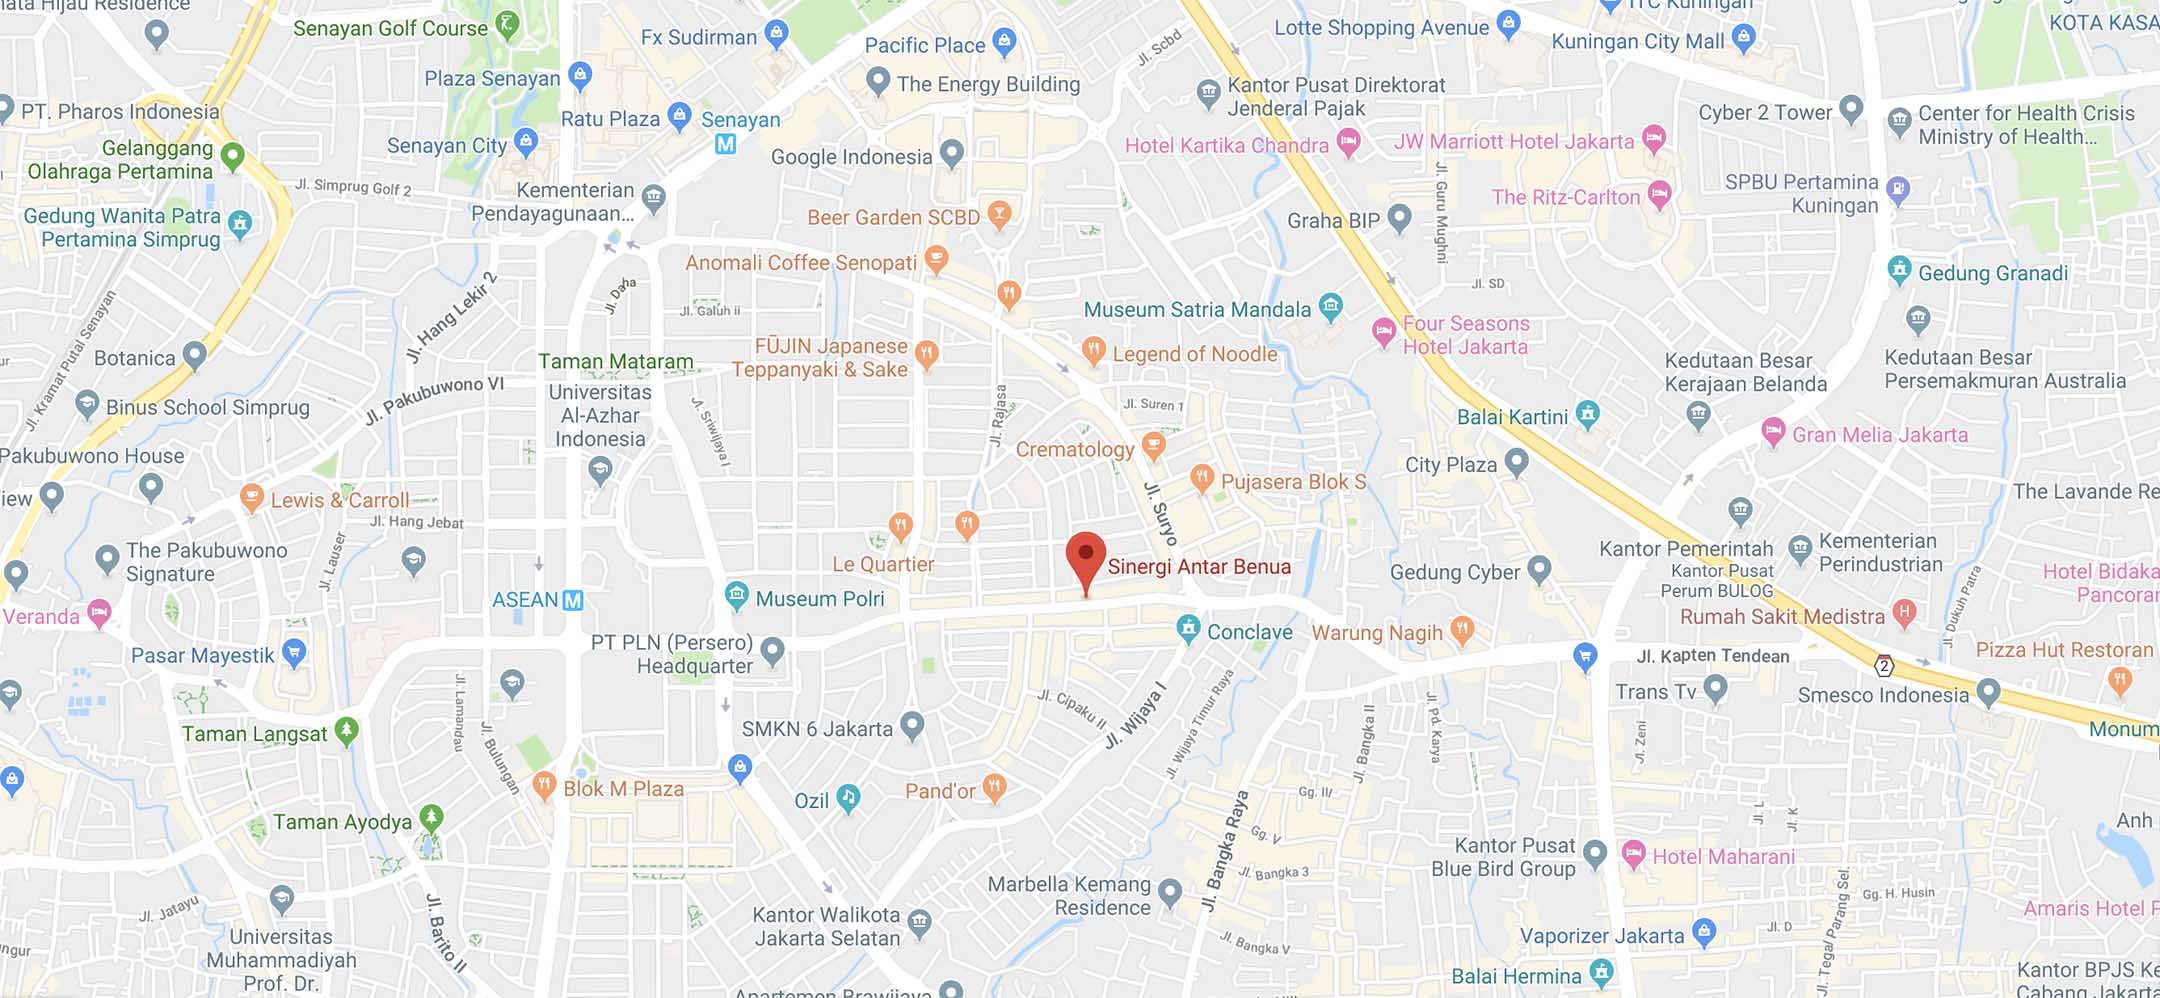 Hijau Residence
Senayan Golf Course
Fx Sudirman
Pacific Place
Jl. Scbd
Lotte Shopping Avenue
ITC Kuningan
Kuningan City Mall
KOTA KASA
Plaza Senayan
The Energy Building
Kantor Pusat Direktorat
Jenderal Pajak
PT. Pharos Indonesia
Ratu Plaza
Senayan
M
Cyber 2 Tower
Center for Health Crisis
Ministry of Health...
Gelanggang
Olahraga Pertamina
Senayan City
Google Indonesia
Hotel Kartika Chandra
JW Marriott Hotel Jakarta
Jl. Simprug Golf 2
Kementerian
Pendayagunaan...
Jl. Guru Mughni
The Ritz-Carlton
SPBU Pertamina
Kuningan
Gedung Wanita Patra
Pertamina Simprug
Beer Garden SCBD
Graha BIP
Anomali Coffee Senopati
Gedung Granadi
Jl. Hang Lekir 2
Jl. Daha
Jl. Galuh ii
Jl. SD
Museum Satria Mandala
Four Seasons
Hotel Jakarta
Jl. Kramat Putal Senayan
Botanica
Taman Mataram
FŪJIN Japanese
Teppanyaki & Sake
Legend of Noodle
Kedutaan Besar
Kerajaan Belanda
Kedutaan Besar
Persemakmuran Australia
Jl. Pakubuwono VI
Universitas
Al-Azhar
Indonesia
Jl. Sriwijaya I
Jl. Rajasa
Jl. Suren 1
Binus School Simprug
Balai Kartini
Gran Melia Jakarta
Pakubuwono House
Crematology
City Plaza
iew
Lewis & Carroll
Jl. Hang Jebat
Jl. Suryo
Pujasera Blok S
The Lavande Re
The Pakubuwono
Signature
Jl. Lauser
Le Quartier
Sinergi Antar Benua
Gedung Cyber
Kantor Pemerintah
Kantor Pusat
Perum BULOG
Kementerian
Perindustrian
Hotel Bidaka
Pancoran
Veranda
ASEAN M
Museum Polri
Conclave
Warung Nagih
Rumah Sakit Medistra
H
Jl. Dukuh Patra
Pasar Mayestik
PT PLN (Persero)
Headquarter
Jl. Kapten Tendean
2
Pizza Hut Restoran
Trans Tv
Smesco Indonesia
Jl. Lamandau
Jl. Bulungan
Jl. Cipaku II
Jl. Wijaya I
Jl. Wijaya Timur Raya
Jl. Bangka II
Jl. Pd. Karya
Jl. Zeni
Taman Langsat
SMKN 6 Jakarta
Monum
Blok M Plaza
Ozil
Pand'or
Gg. IV
Taman Ayodya
Gg. V
Jl. L
Jl. K
Anh
Jl. Bangka Raya
Kantor Pusat
Blue Bird Group
Hotel Maharani
Jl. Bangka 3
Jl. Jatayu
Jl. Barito II
Marbella Kemang
Residence
Jl. Tegal Parang Sel.
Gg. H. Husin
Amaris Hotel P
Kantor Walikota
Jakarta Selatan
Jl. Bangka V
Vaporizer Jakarta
Jl. D
ngur
Universitas
Muhammadiyah
Prof. Dr.
Balai Hermina
Kantor BPJS Ke
Cabang Jakarta
Apartemen Brawijaya